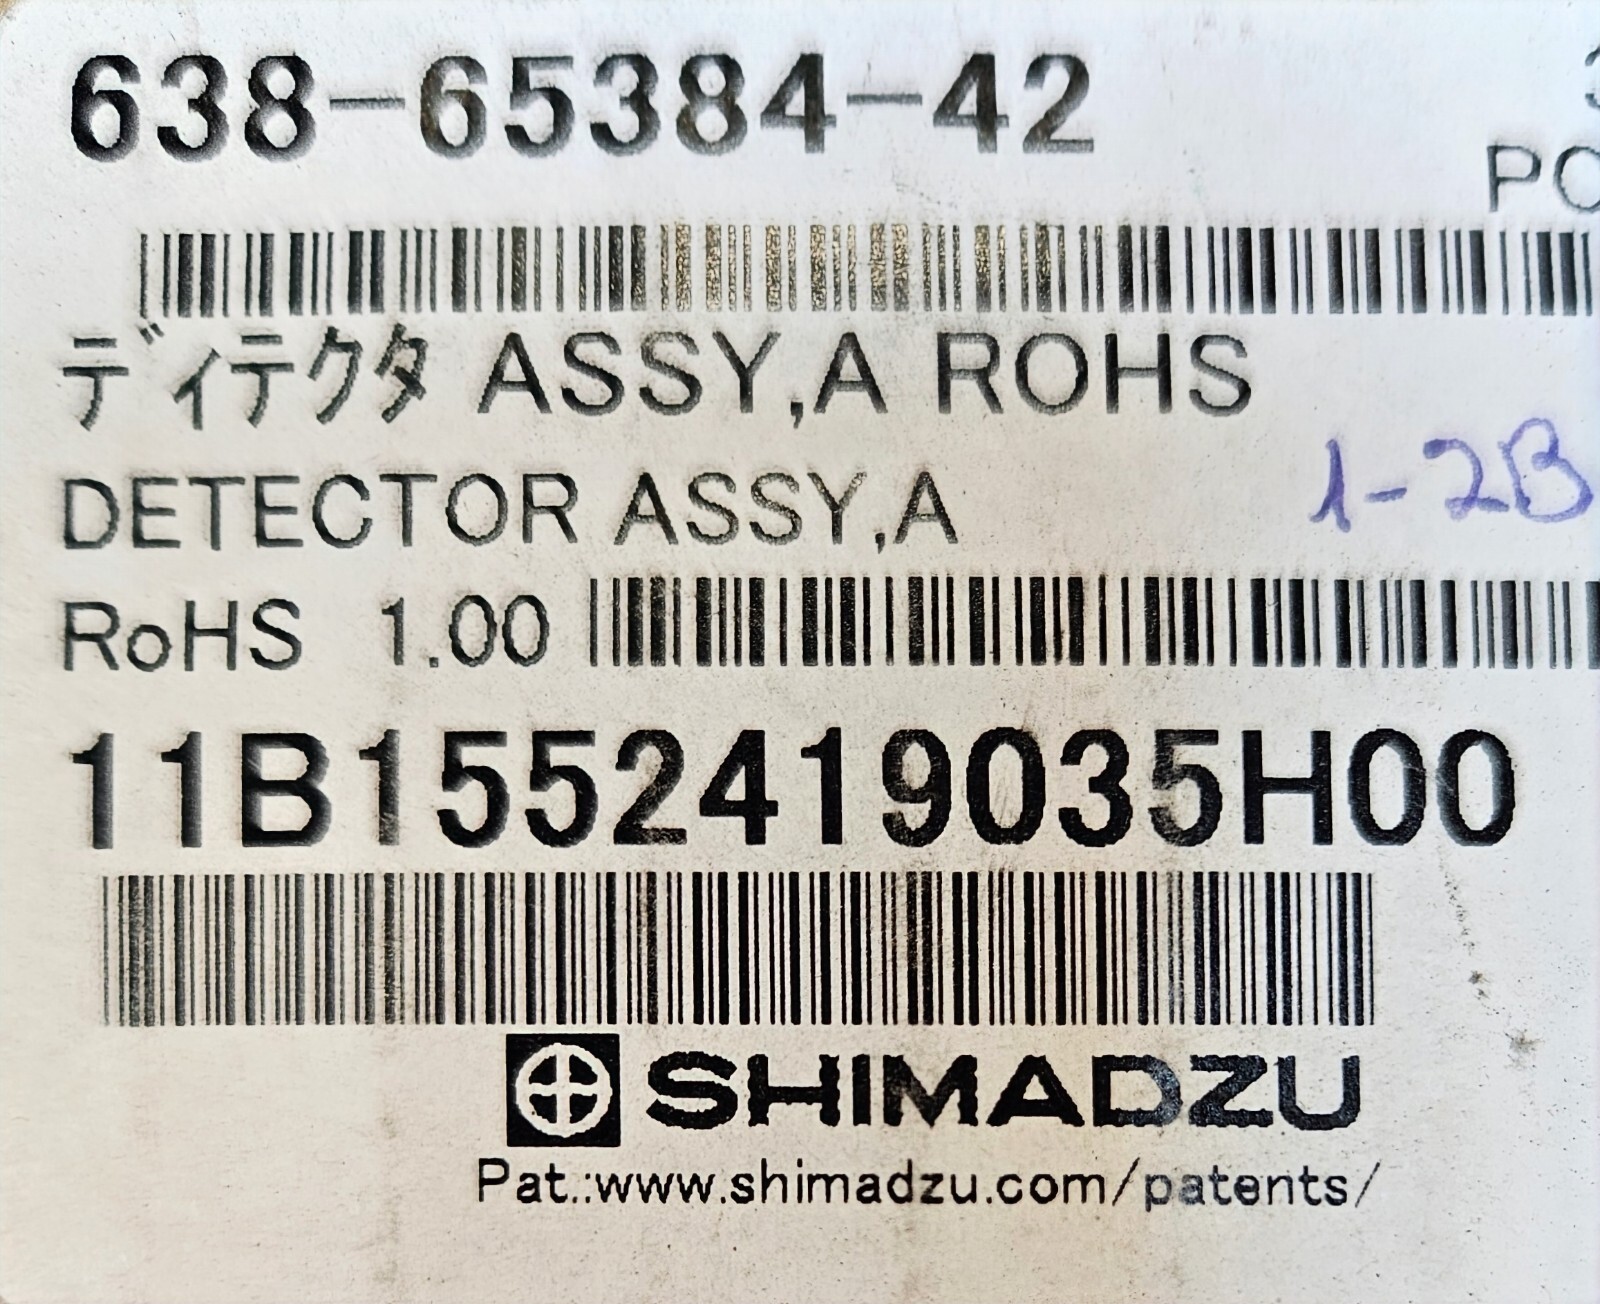 638-65384-42
PC
ディテクタ ASSY,A ROHS
DETECTOR ASSY,A
1-2B
RoHS 1.00
11B1552419035H00
SHIMADZU
Pat.:www.shimadzu.com/patents/